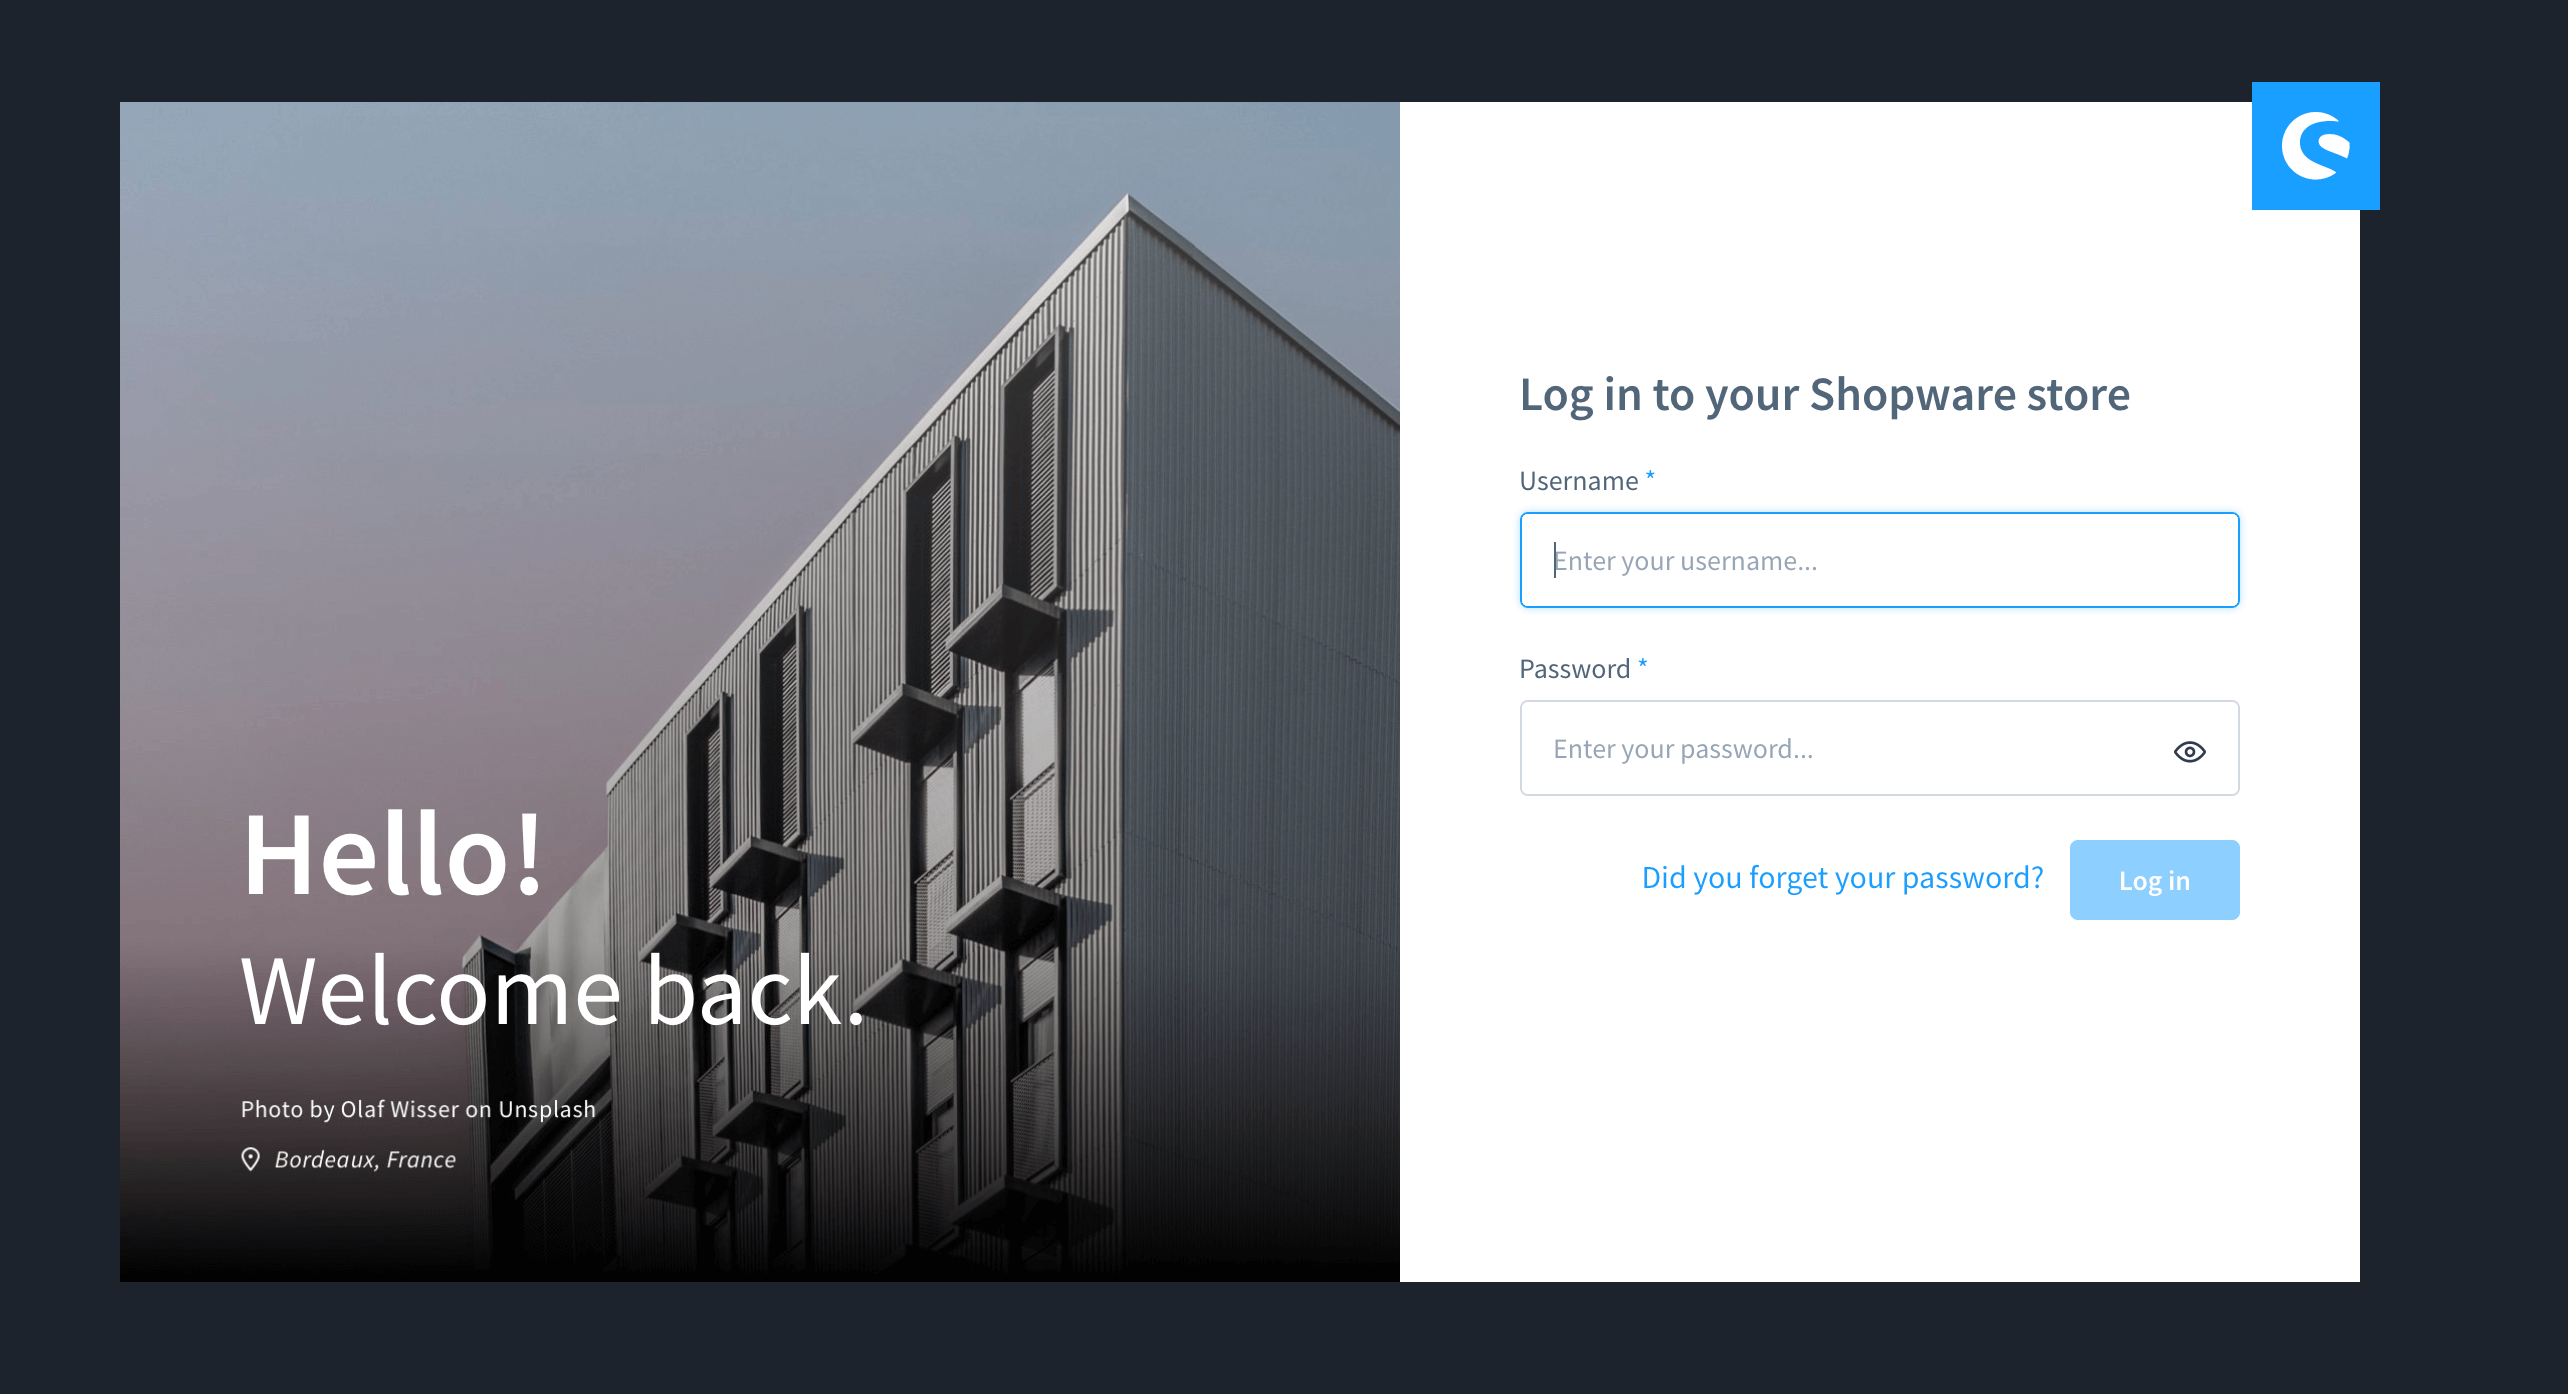 Hello!
Welcome back.
Photo by Olaf Wisser on Unsplash
Bordeaux, France
Log in to your Shopware store
Username *
Enter your username...
Password *
Enter your password...
Did you forget your password?
Log in